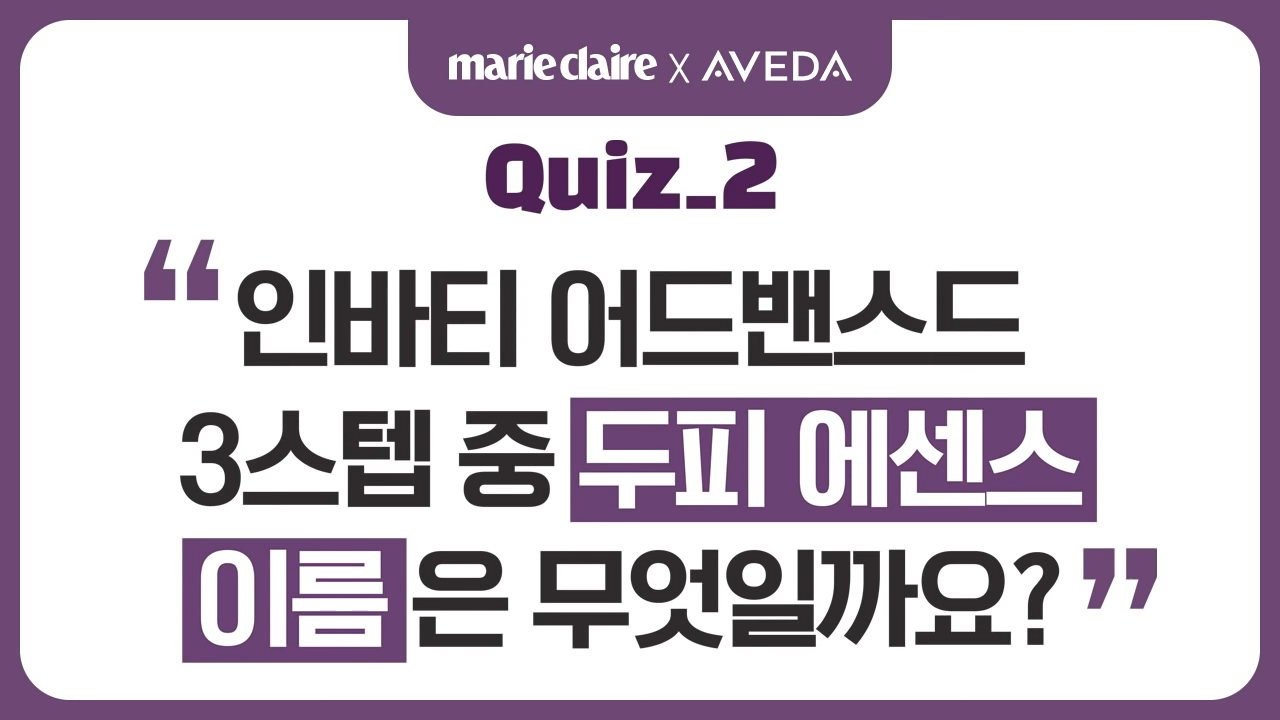 marie claire X AVEDA
Quiz_2
“인바티 어드밴스드
3스텝 중 두피 에센스
이름은 무엇일까요?”